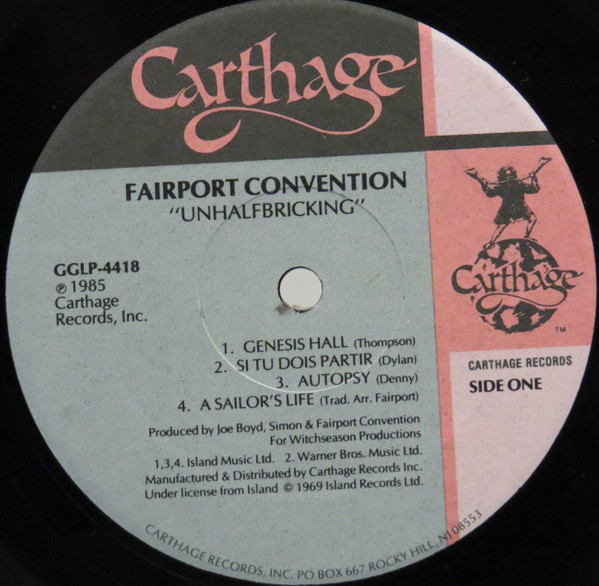 Carthage
FAIRPORT CONVENTION
"UNHALFBRICKING"
GGLP-4418
℗ 1985
Carthage
Records, Inc.
Carthage
TM
CARTHAGE RECORDS
SIDE ONE
1. GENESIS HALL (Thompson)
2. SI TU DOIS PARTIR (Dylan)
3. AUTOPSY (Denny)
4. A SAILOR'S LIFE (Trad. Arr. Fairport)
Produced by Joe Boyd, Simon & Fairport Convention
For Witchseason Productions
1,3,4. Island Music Ltd. 2. Warner Bros. Music Ltd.
Manufactured & Distributed by Carthage Records Inc.
Under license from Island © 1969 Island Records Ltd.
CARTHAGE RECORDS, INC. PO BOX 667 ROCKY HILL, NJ 08553